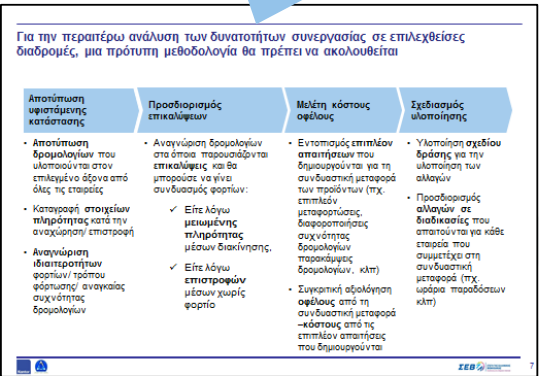 Για την περαιτέρω ανάλυση των δυνατοτήτων συνεργασίας σε επιλεχθείσες
διαδρομές, μια πρότυπη μεθοδολογία θα πρέπει να ακολουθείται
Αποτύπωση
υφιστάμενης
κατάστασης
• Αποτύπωση
δρομολογίων που
υλοποιούνται στον
επιλεγμένο άξονα από
όλες τις εταιρείες
• Καταγραφή στοιχείων
πληρότητας κατά την
αναχώρηση/ επιστροφή
• Αναγνώριση
ιδιαιτεροτήτων
φορτίων/ τρόπου
φόρτωσης/ αναγκαίας
συχνότητας
δρομολογίων
Προσδιορισμός
επικαλύψεων
• Αναγνώριση δρομολογίων
στα όποια παρουσιάζονται
επικαλύψεις και θα
μπορούσε να γίνει
συνδυασμός φορτίων:
✓ Είτε λόγω
μειωμένης
πληρότητας
μέσων διακίνησης,
✓ Είτε λόγω
επιστροφών
μέσων χωρίς
φορτίο
Μελέτη κόστους
οφέλους
• Εντοπισμός επιπλέον
απαιτήσεων που
δημιουργούνται για τη
συνδυαστική μεταφορά
των προϊόντων (πχ.
επιπλέον
μεταφορτώσεις,
διαφοροποιήσεις
συχνότητας
δρομολογίων
παρακάμψεις
δρομολογίων, κλπ)
• Συγκριτική αξιολόγηση
οφέλους από τη
συνδυαστική μεταφορά
–κόστους από τις
επιπλέον απαιτήσεις
που δημιουργούνται
Σχεδιασμός
υλοποίησης
• Υλοποίηση σχεδίου
δράσης για την
υλοποίηση των
αλλαγών
• Προσδιορισμός
αλλαγών σε
διαδικασίες που
απαιτούνται για κάθε
εταιρεία που
συμμετέχει στη
συνδυαστική
μεταφορά (πχ.
ωράρια παραδόσεων
κλπ)
ΣΕΒ
7